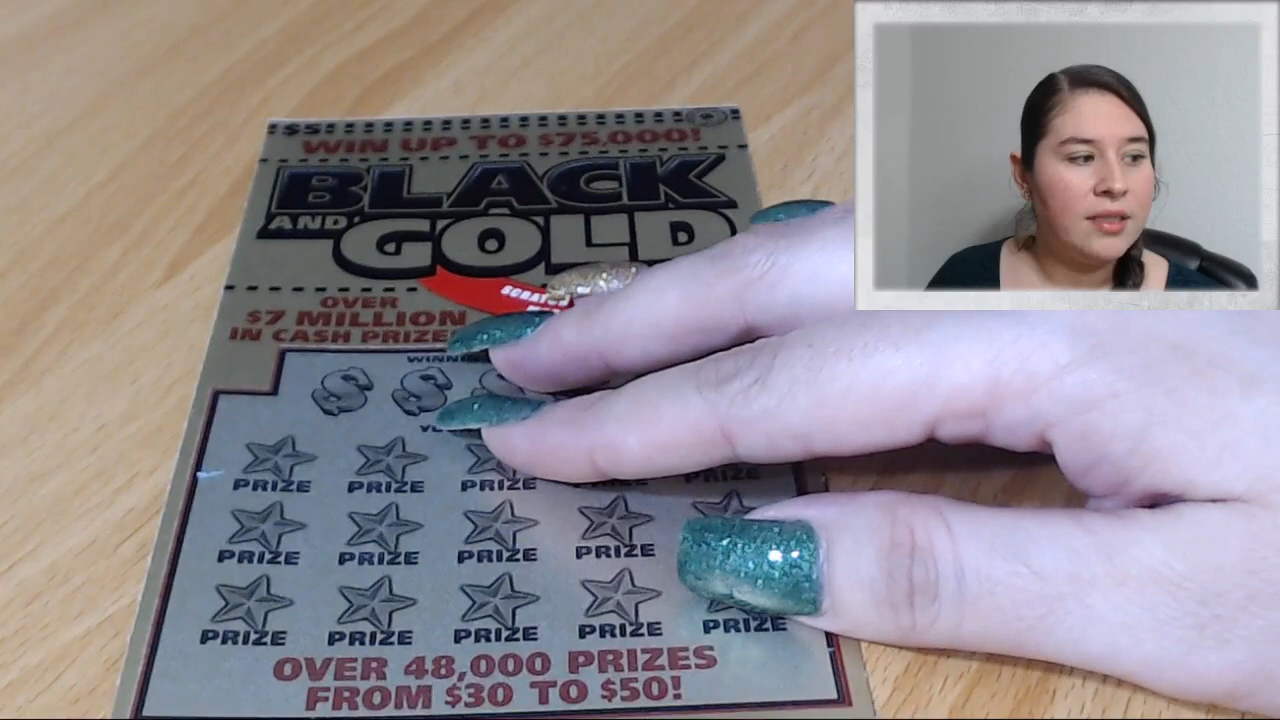 $5
WIN UP TO $75,000!
BLACK
AND
GOLD
OVER
$7 MILLION
IN CASH PRIZE
$ $
PRIZE PRIZE PRIZE PRIZE
PRIZE PRIZE PRIZE PRIZE
PRIZE PRIZE PRIZE PRIZE PRIZE
OVER 48,000 PRIZES
FROM $30 TO $50!